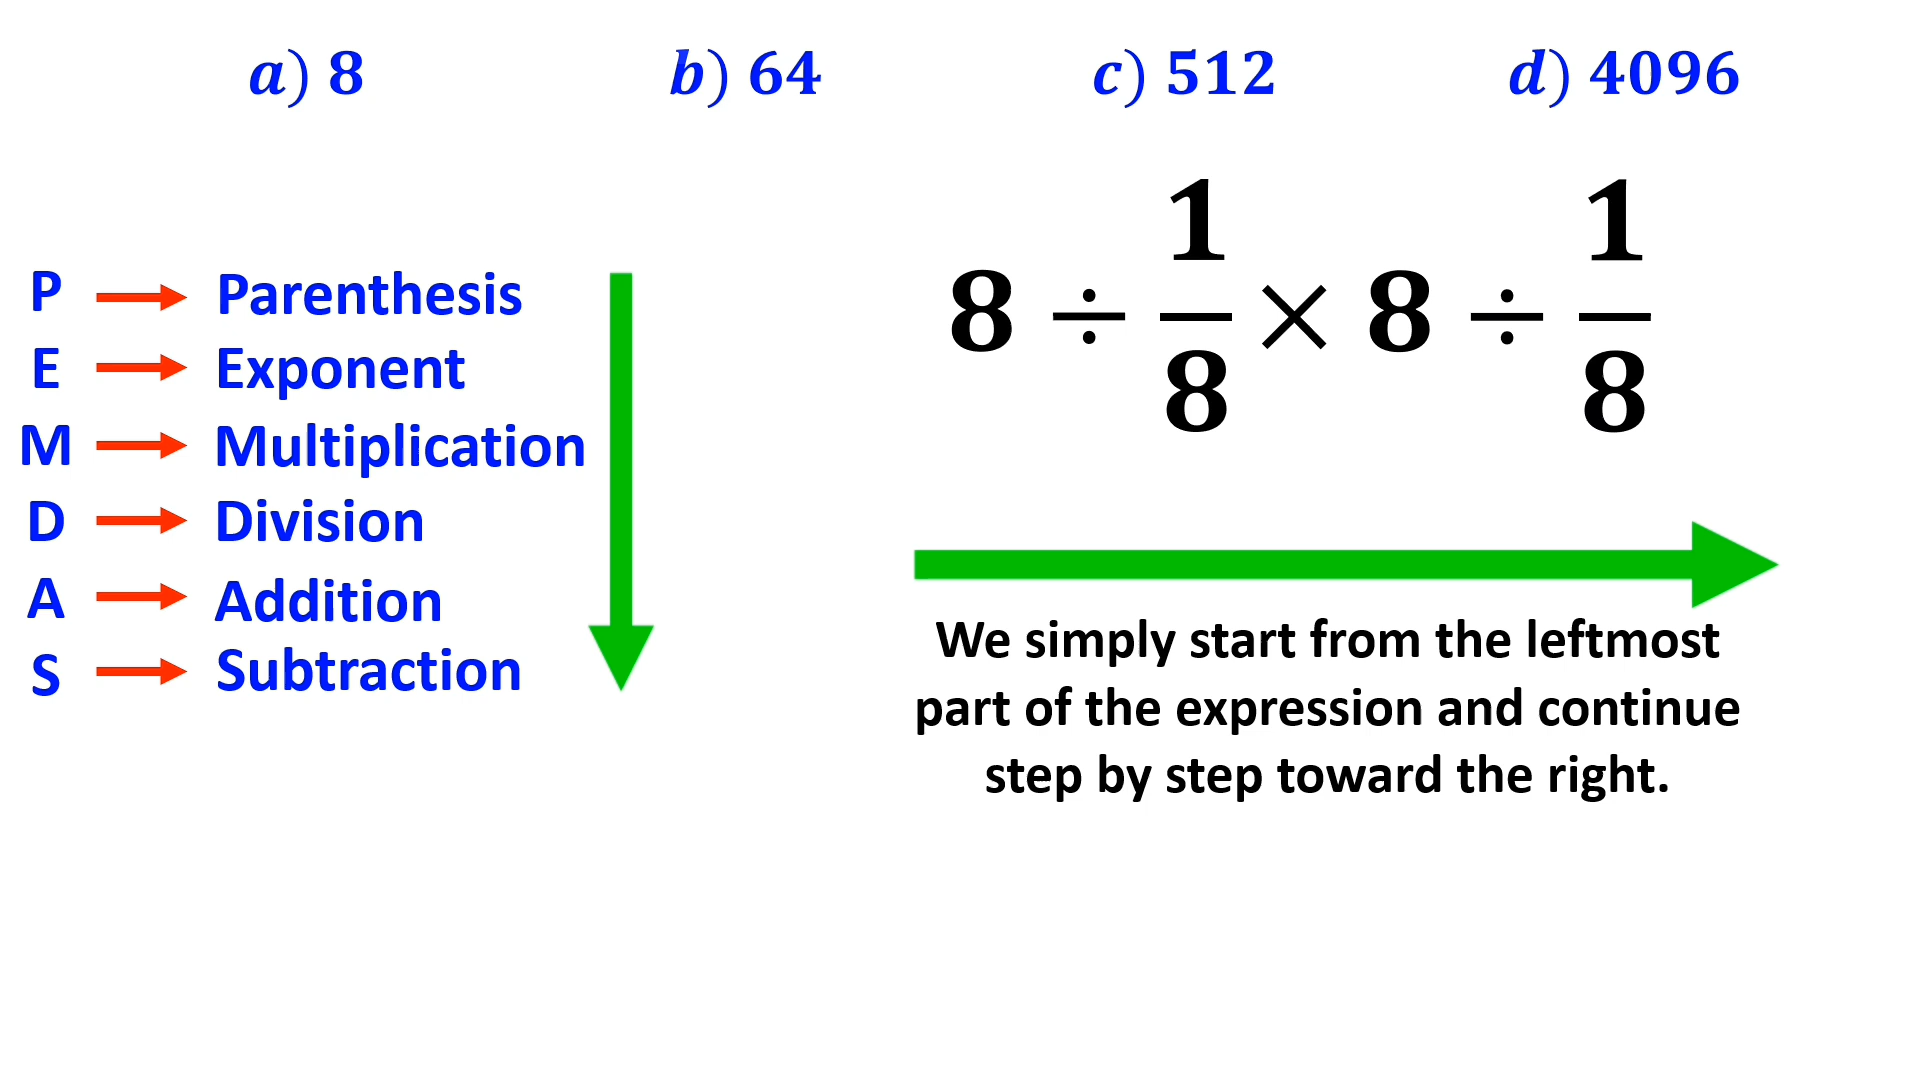 a) 8 b) 64 c) 512 d) 4096
P → Parenthesis
E → Exponent
M → Multiplication
D → Division
A → Addition
S → Subtraction
8 ÷ 1/8 × 8 ÷ 1/8
We simply start from the leftmost
part of the expression and continue
step by step toward the right.